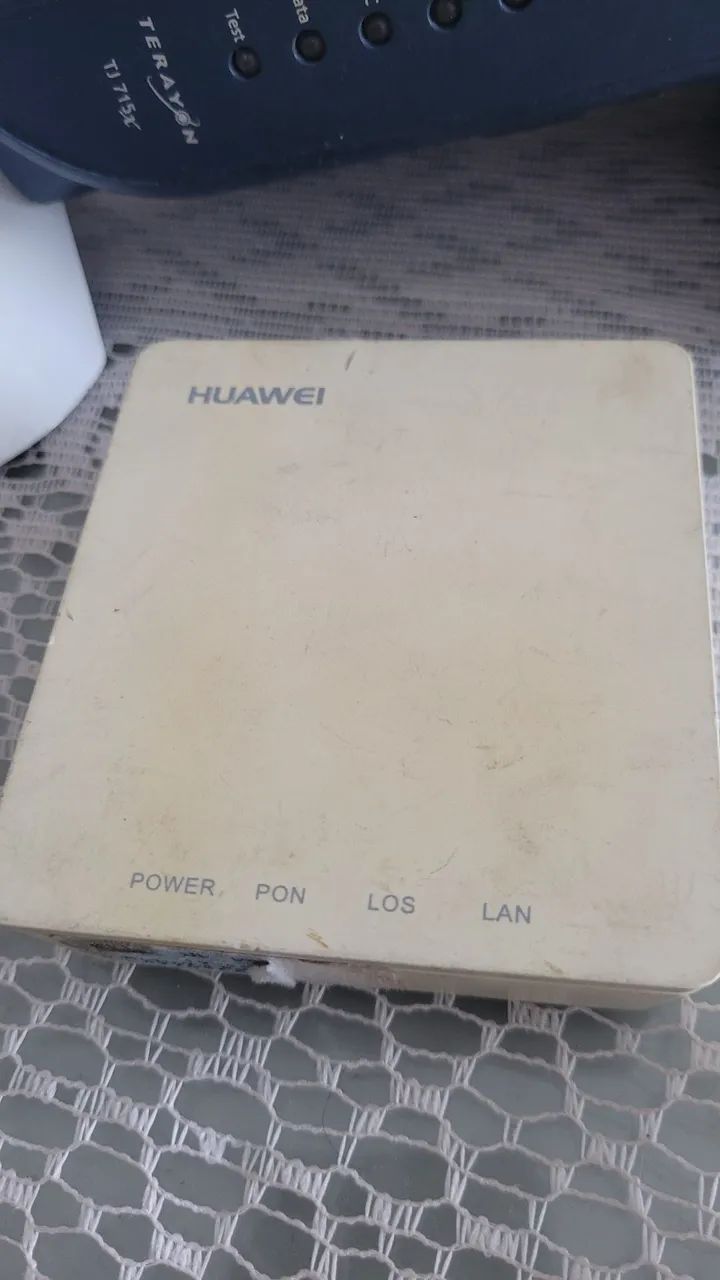 TERAYON
TJ 715x
Test
HUAWEI
POWER PON LOS LAN